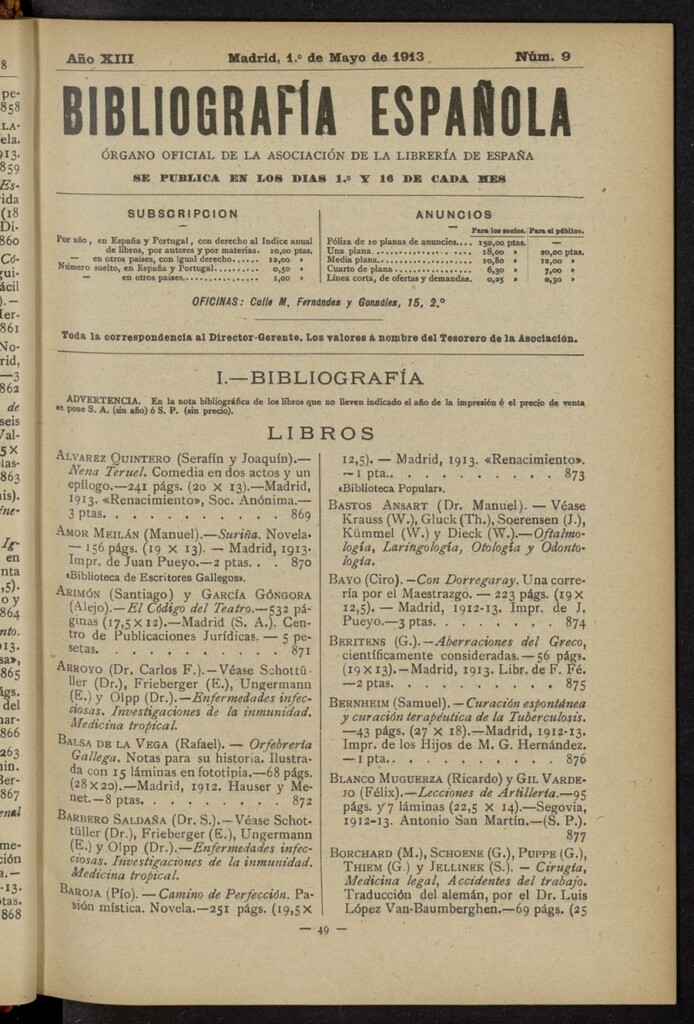 Año XIII Madrid, 1.º de Mayo de 1913 Núm. 9
BIBLIOGRAFÍA ESPAÑOLA
ÓRGANO OFICIAL DE LA ASOCIACIÓN DE LA LIBRERÍA DE ESPAÑA
SE PUBLICA EN LOS DIAS 1.º Y 16 DE CADA MES
SUBSCRIPCION
Por año, en España y Portugal, con derecho al Indice anual
de libros, por autores y por materias. 10,00 ptas.
— en otros países, con igual derecho..... 12,00 »
Número suelto, en España y Portugal......... 0,50 »
— en otros países................. 1,00 »
ANUNCIOS
Para los socios. Para el público.
Póliza de 10 planas de anuncios.... 150,00 ptas. —
Una plana........................ 18,00 » 20,00 ptas.
Media plana...................... 10,80 » 12,00 »
Cuarto de plana.................. 6,30 » 7,00 »
Línea corta, de ofertas y demandas. 0,25 » 0,30 »
OFICINAS: Calle M. Fernández y González, 15, 2.º
Toda la correspondencia al Director-Gerente. Los valores á nombre del Tesorero de la Asociación.
I.—BIBLIOGRAFÍA
ADVERTENCIA. En la nota bibliográfica de los libros que no lleven indicado el año de la impresión ó el precio de venta
se pone S. A. (sin año) ó S. P. (sin precio).
LIBROS
ALVAREZ QUINTERO (Serafín y Joaquín).—
Nena Teruel. Comedia en dos actos y un
epílogo.—241 págs. (20 × 13).—Madrid,
1913. «Renacimiento», Soc. Anónima.—
3 ptas. . . . . . . . . . 869
AMOR MEILÁN (Manuel).—Suriña. Novela.
— 156 págs. (19 × 13). — Madrid, 1913.
Impr. de Juan Pueyo.—2 ptas. . . 870
«Biblioteca de Escritores Gallegos».
ARIMÓN (Santiago) y GARCÍA GÓNGORA
(Alejo).—El Código del Teatro.—532 pá-
ginas (17,5 × 12).—Madrid (S. A.). Cen-
tro de Publicaciones Jurídicas. — 5 pe-
setas. . . . . . . . . . 871
ARROYO (Dr. Carlos F.).—Véase Schottü-
ller (Dr.), Frieberger (E.), Ungermann
(E.) y Olpp (Dr.).—Enfermedades infec-
ciosas. Investigaciones de la inmunidad.
Medicina tropical.
BALSA DE LA VEGA (Rafael). — Orfebrería
Gallega. Notas para su historia. Ilustra-
da con 15 láminas en fototipia.—68 págs.
(28 × 20).—Madrid, 1912. Hauser y Me-
net.—8 ptas. . . . . . . . 872
BARBERO SALDAÑA (Dr. S.).—Véase Schot-
tüller (Dr.), Frieberger (E.), Ungermann
(E.) y Olpp (Dr.).—Enfermedades infec-
ciosas. Investigaciones de la inmunidad.
Medicina tropical.
BAROJA (Pío). — Camino de Perfección. Pa-
sión mística. Novela.—251 págs. (19,5 ×
12,5). — Madrid, 1913. «Renacimiento».
— 1 pta. . . . . . . . . . 873
«Biblioteca Popular».
BASTOS ANSART (Dr. Manuel). — Véase
Krauss (W.), Gluck (Th.), Soerensen (J.),
Kümmel (W.) y Dieck (W.).—Oftalmo-
logía, Laringología, Otología y Odonto-
logía.
BAYO (Ciro).—Con Dorregaray. Una corre-
ría por el Maestrazgo. — 223 págs. (19 ×
12,5). — Madrid, 1912-13. Impr. de J.
Pueyo.—3 ptas. . . . . . . . 874
BERITENS (G.).—Aberraciones del Greco,
científicamente consideradas.—56 págs.
(19 × 13).—Madrid, 1913. Libr. de F. Fé.
—2 ptas. . . . . . . . . . 875
BERNHEIM (Samuel).—Curación espontánea
y curación terapéutica de la Tuberculosis.
—43 págs. (27 × 18).—Madrid, 1912-13.
Impr. de los Hijos de M. G. Hernández.
—1 pta. . . . . . . . . . 876
BLANCO MUGUERZA (Ricardo) y GIL VARDE-
JO (Félix).—Lecciones de Artillería.—95
págs. y 7 láminas (22,5 × 14).—Segovia,
1912-13. Antonio San Martín.—(S. P.).
877
BORCHARD (M.), SCHOENE (G.), PUPPE (G.),
THIEM (G.) y JELLINEK (S.). — Cirugía,
Medicina legal, Accidentes del trabajo.
Traducción del alemán, por el Dr. Luis
López Van-Baumberghen.—69 págs. (25
— 49 —